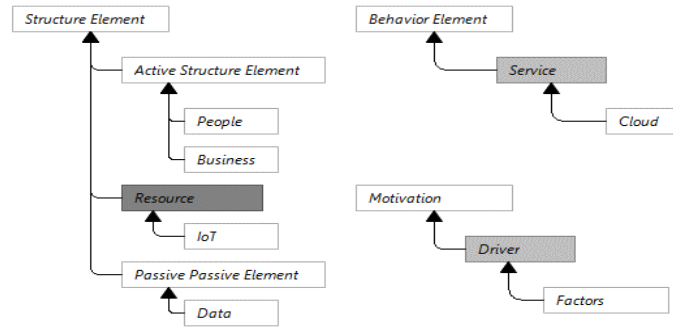 Structure Element
Active Structure Element
People
Business
Resource
IoT
Passive Passive Element
Data
Behavior Element
Service
Cloud
Motivation
Driver
Factors